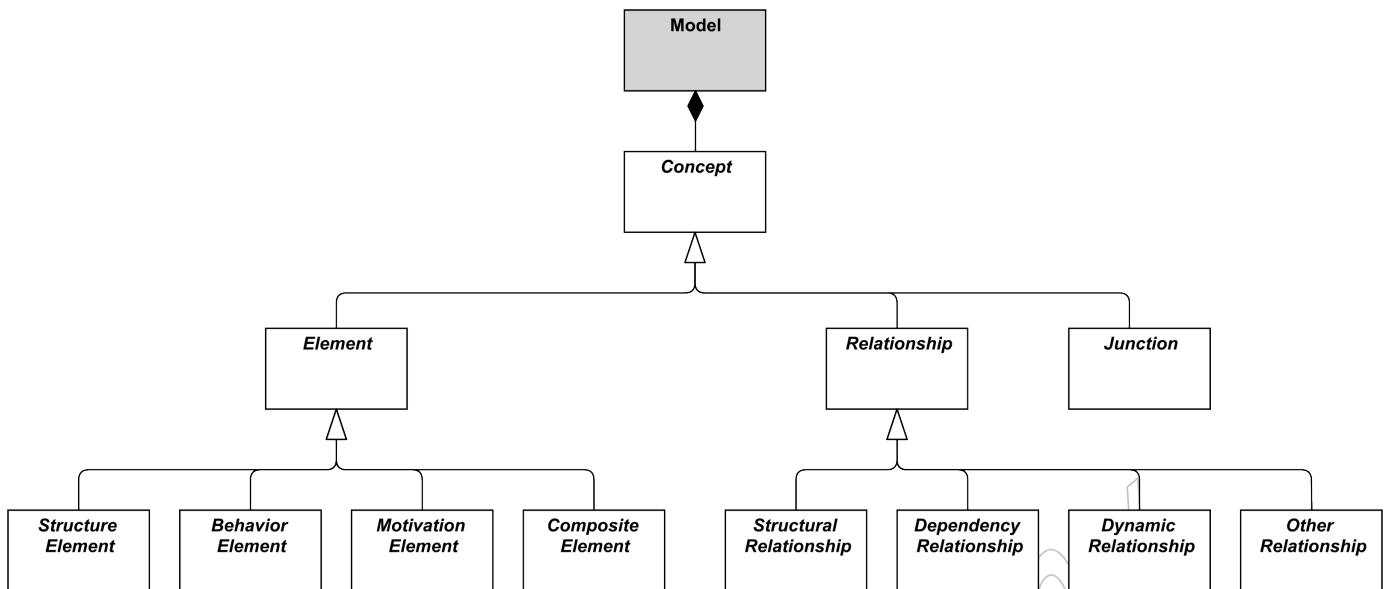 Model
Concept
Element
Relationship
Junction
Structure
Element
Behavior
Element
Motivation
Element
Composite
Element
Structural
Relationship
Dependency
Relationship
Dynamic
Relationship
Other
Relationship